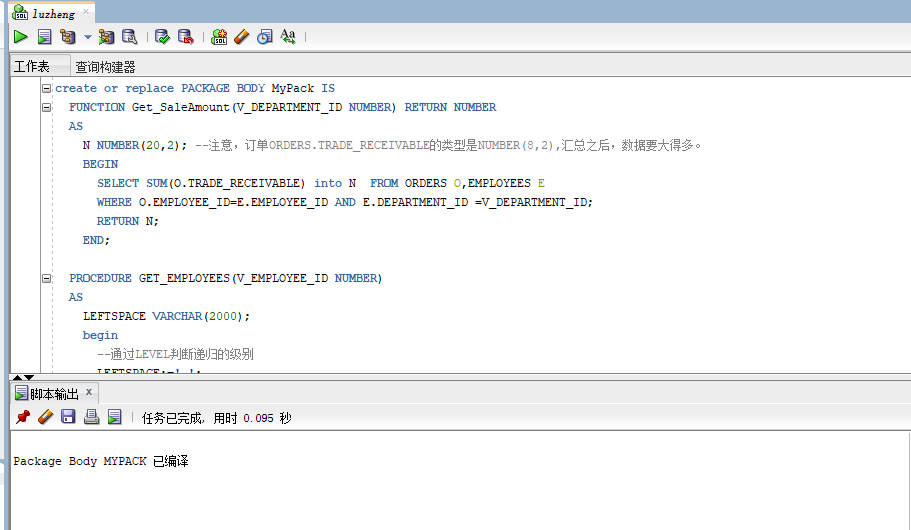 luzheng
工作表 查询构建器
create or replace PACKAGE BODY MyPack IS
FUNCTION Get_SaleAmount(V_DEPARTMENT_ID NUMBER) RETURN NUMBER
AS
N NUMBER(20,2); --注意，订单ORDERS.TRADE_RECEIVABLE的类型是NUMBER(8,2),汇总之后，数据要大得多。
BEGIN
SELECT SUM(O.TRADE_RECEIVABLE) into N  FROM ORDERS O,EMPLOYEES E
WHERE O.EMPLOYEE_ID=E.EMPLOYEE_ID AND E.DEPARTMENT_ID =V_DEPARTMENT_ID;
RETURN N;
END;
PROCEDURE GET_EMPLOYEES(V_EMPLOYEE_ID NUMBER)
AS
LEFTSPACE VARCHAR(2000);
begin
--通过LEVEL判断递归的级别
LEFTSPACE:=' ';
脚本输出
任务已完成, 用时 0.095 秒
Package Body MYPACK 已编译